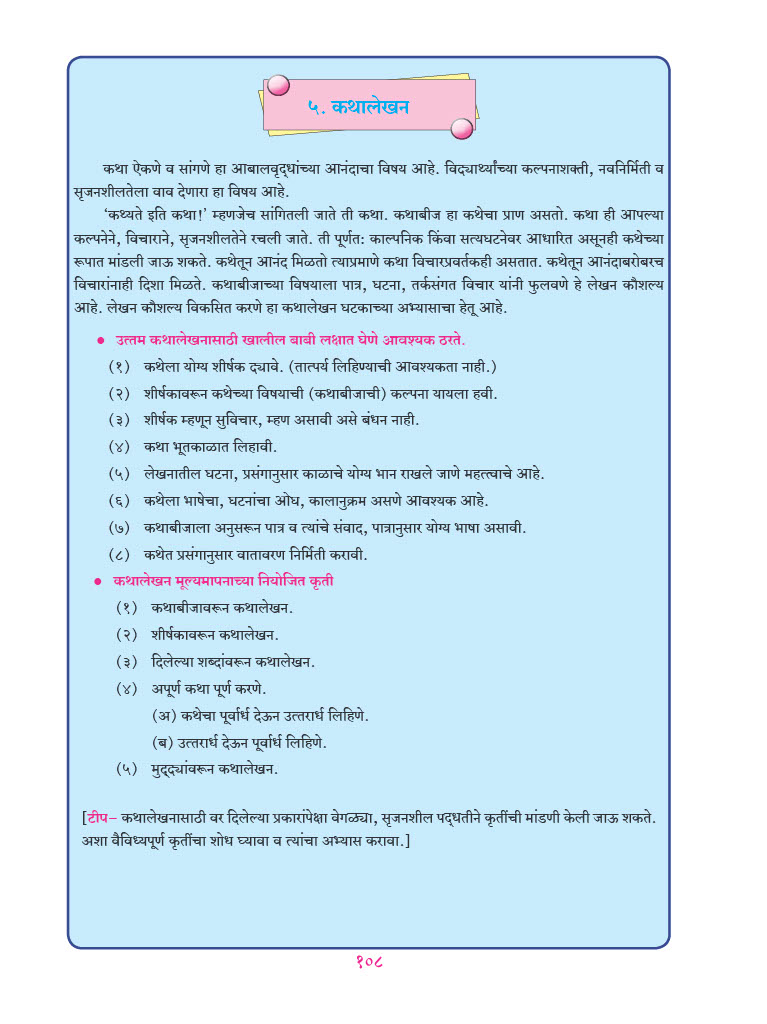 ५. कथालेखन
कथा ऐकणे व सांगणे हा आबालवृद्धांच्या आनंदाचा विषय आहे. विद्यार्थ्यांच्या कल्पनाशक्ती, नवनिर्मिती व
सृजनशीलतेला वाव देणारा हा विषय आहे.
‘कथ्यते इति कथा!’ म्हणजेच सांगितली जाते ती कथा. कथाबीज हा कथेचा प्राण असतो. कथा ही आपल्या
कल्पनेने, विचाराने, सृजनशीलतेने रचली जाते. ती पूर्णत: काल्पनिक किंवा सत्यघटनेवर आधारित असूनही कथेच्या
रूपात मांडली जाऊ शकते. कथेतून आनंद मिळतो त्याप्रमाणे कथा विचारप्रवर्तकही असतात. कथेतून आनंदाबरोबरच
विचारांनाही दिशा मिळते. कथाबीजाच्या विषयाला पात्र, घटना, तर्कसंगत विचार यांनी फुलवणे हे लेखन कौशल्य
आहे. लेखन कौशल्य विकसित करणे हा कथालेखन घटकाच्या अभ्यासाचा हेतू आहे.
● उत्तम कथालेखनासाठी खालील बाबी लक्षात घेणे आवश्यक ठरते.
(१) कथेला योग्य शीर्षक द्यावे. (तात्पर्य लिहिण्याची आवश्यकता नाही.)
(२) शीर्षकावरून कथेच्या विषयाची (कथाबीजाची) कल्पना यायला हवी.
(३) शीर्षक म्हणून सुविचार, म्हण असावी असे बंधन नाही.
(४) कथा भूतकाळात लिहावी.
(५) लेखनातील घटना, प्रसंगानुसार काळाचे योग्य भान राखले जाणे महत्त्वाचे आहे.
(६) कथेला भाषेचा, घटनांचा ओघ, कालानुक्रम असणे आवश्यक आहे.
(७) कथाबीजाला अनुसरून पात्र व त्यांचे संवाद, पात्रानुसार योग्य भाषा असावी.
(८) कथेत प्रसंगानुसार वातावरण निर्मिती करावी.
● कथालेखन मूल्यमापनाच्या नियोजित कृती
(१) कथाबीजावरून कथालेखन.
(२) शीर्षकावरून कथालेखन.
(३) दिलेल्या शब्दांवरून कथालेखन.
(४) अपूर्ण कथा पूर्ण करणे.
(अ) कथेचा पूर्वार्ध देऊन उत्तरार्ध लिहिणे.
(ब) उत्तरार्ध देऊन पूर्वार्ध लिहिणे.
(५) मुद्द्यांवरून कथालेखन.
[टीप– कथालेखनासाठी वर दिलेल्या प्रकारांपेक्षा वेगळ्या, सृजनशील पद्धतीने कृतींची मांडणी केली जाऊ शकते.
अशा वैविध्यपूर्ण कृतींचा शोध घ्यावा व त्यांचा अभ्यास करावा.]
१०८